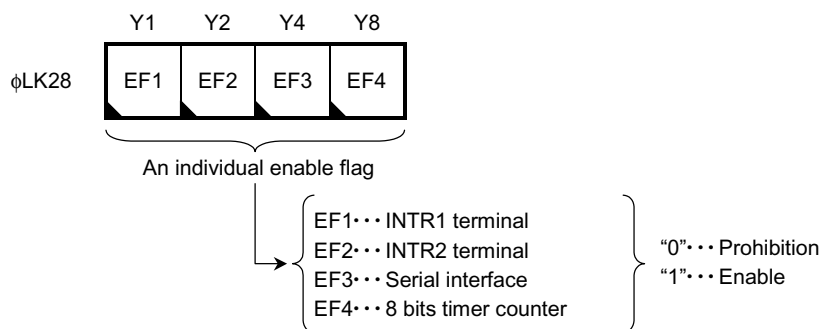 Y1 Y2 Y4 Y8
ϕLK28 EF1 EF2 EF3 EF4
An individual enable flag
EF1・・・ INTR1 terminal
EF2・・・ INTR2 terminal
EF3・・・ Serial interface
EF4・・・ 8 bits timer counter
“0”・・・ Prohibition
“1”・・・ Enable